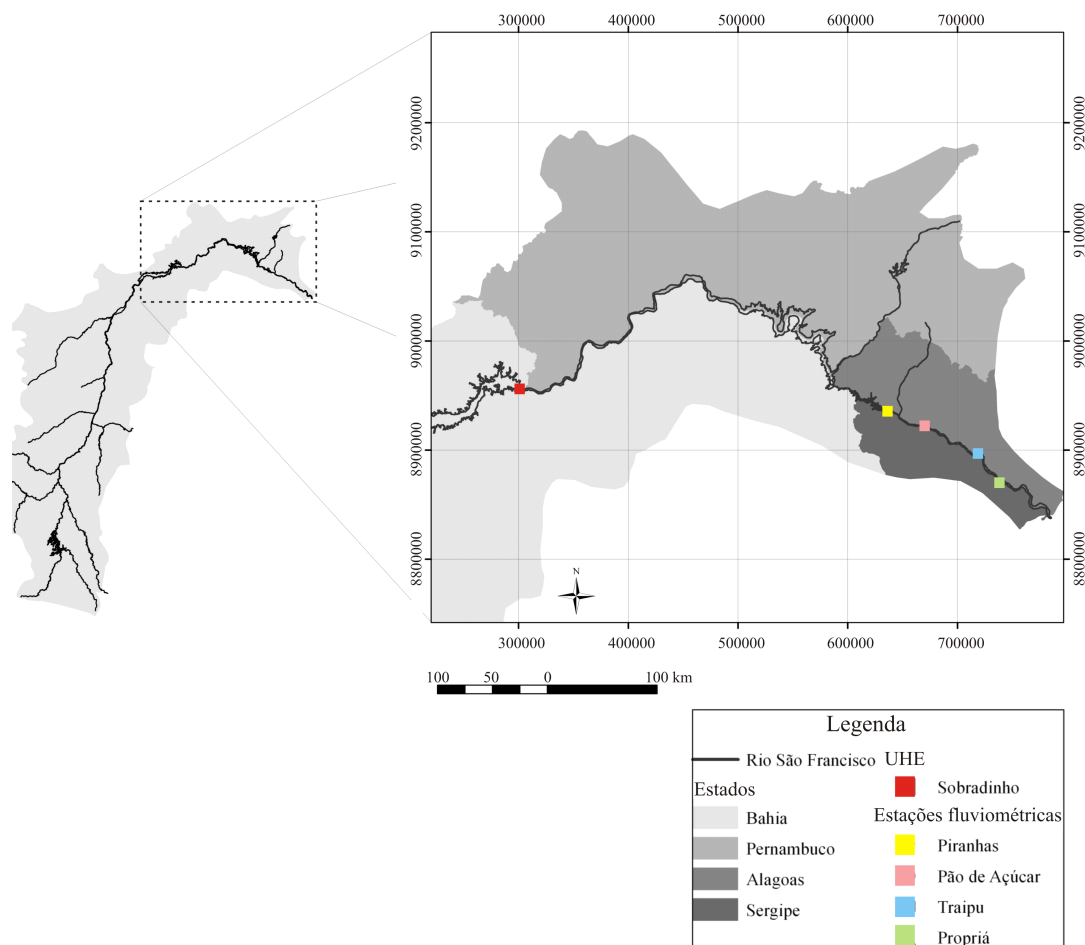 300000 400000 500000 600000 700000
9200000 9200000
9100000 9100000
9000000 9000000
8900000 8900000
8800000 8800000
N
300000 400000 500000 600000 700000
100 50 0 100 km
Legenda
Rio São Francisco UHE
Estados Sobradinho
Bahia Estações fluviométricas
Pernambuco Piranhas
Alagoas Pão de Açúcar
Sergipe Traipu
Propriá